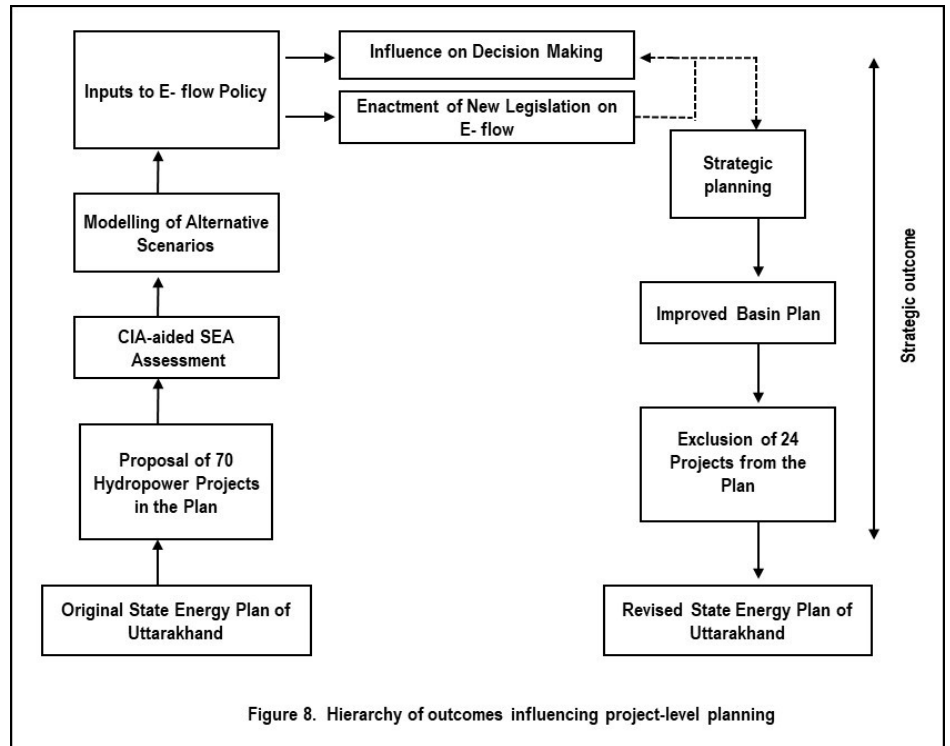 Inputs to E- flow Policy
Influence on Decision Making
Enactment of New Legislation on
E- flow
Modelling of Alternative
Scenarios
CIA-aided SEA
Assessment
Proposal of 70
Hydropower Projects
in the Plan
Original State Energy Plan of
Uttarakhand
Strategic
planning
Improved Basin Plan
Exclusion of 24
Projects from the
Plan
Revised State Energy Plan of
Uttarakhand
Strategic outcome
Figure 8. Hierarchy of outcomes influencing project-level planning